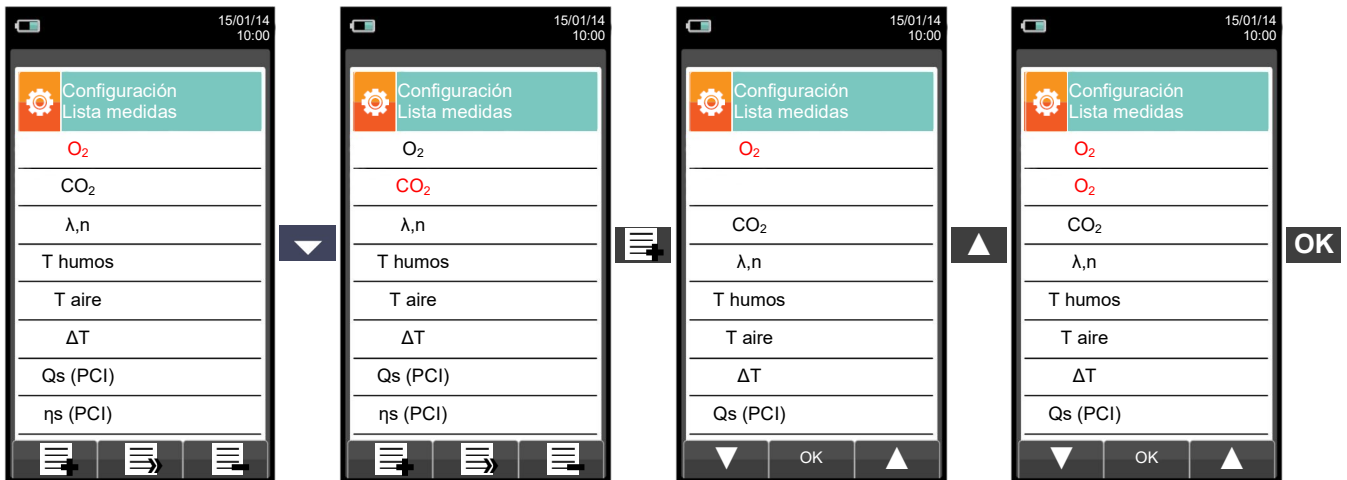 15/01/14
10:00
Configuración
Lista medidas
O₂
CO₂
λ,n
T humos
T aire
ΔT
Qs (PCI)
ηs (PCI)
15/01/14
10:00
Configuración
Lista medidas
O₂
CO₂
λ,n
T humos
T aire
ΔT
Qs (PCI)
ηs (PCI)
15/01/14
10:00
Configuración
Lista medidas
O₂
CO₂
λ,n
T humos
T aire
ΔT
Qs (PCI)
OK
15/01/14
10:00
Configuración
Lista medidas
O₂
O₂
CO₂
λ,n
T humos
T aire
ΔT
Qs (PCI)
OK
OK